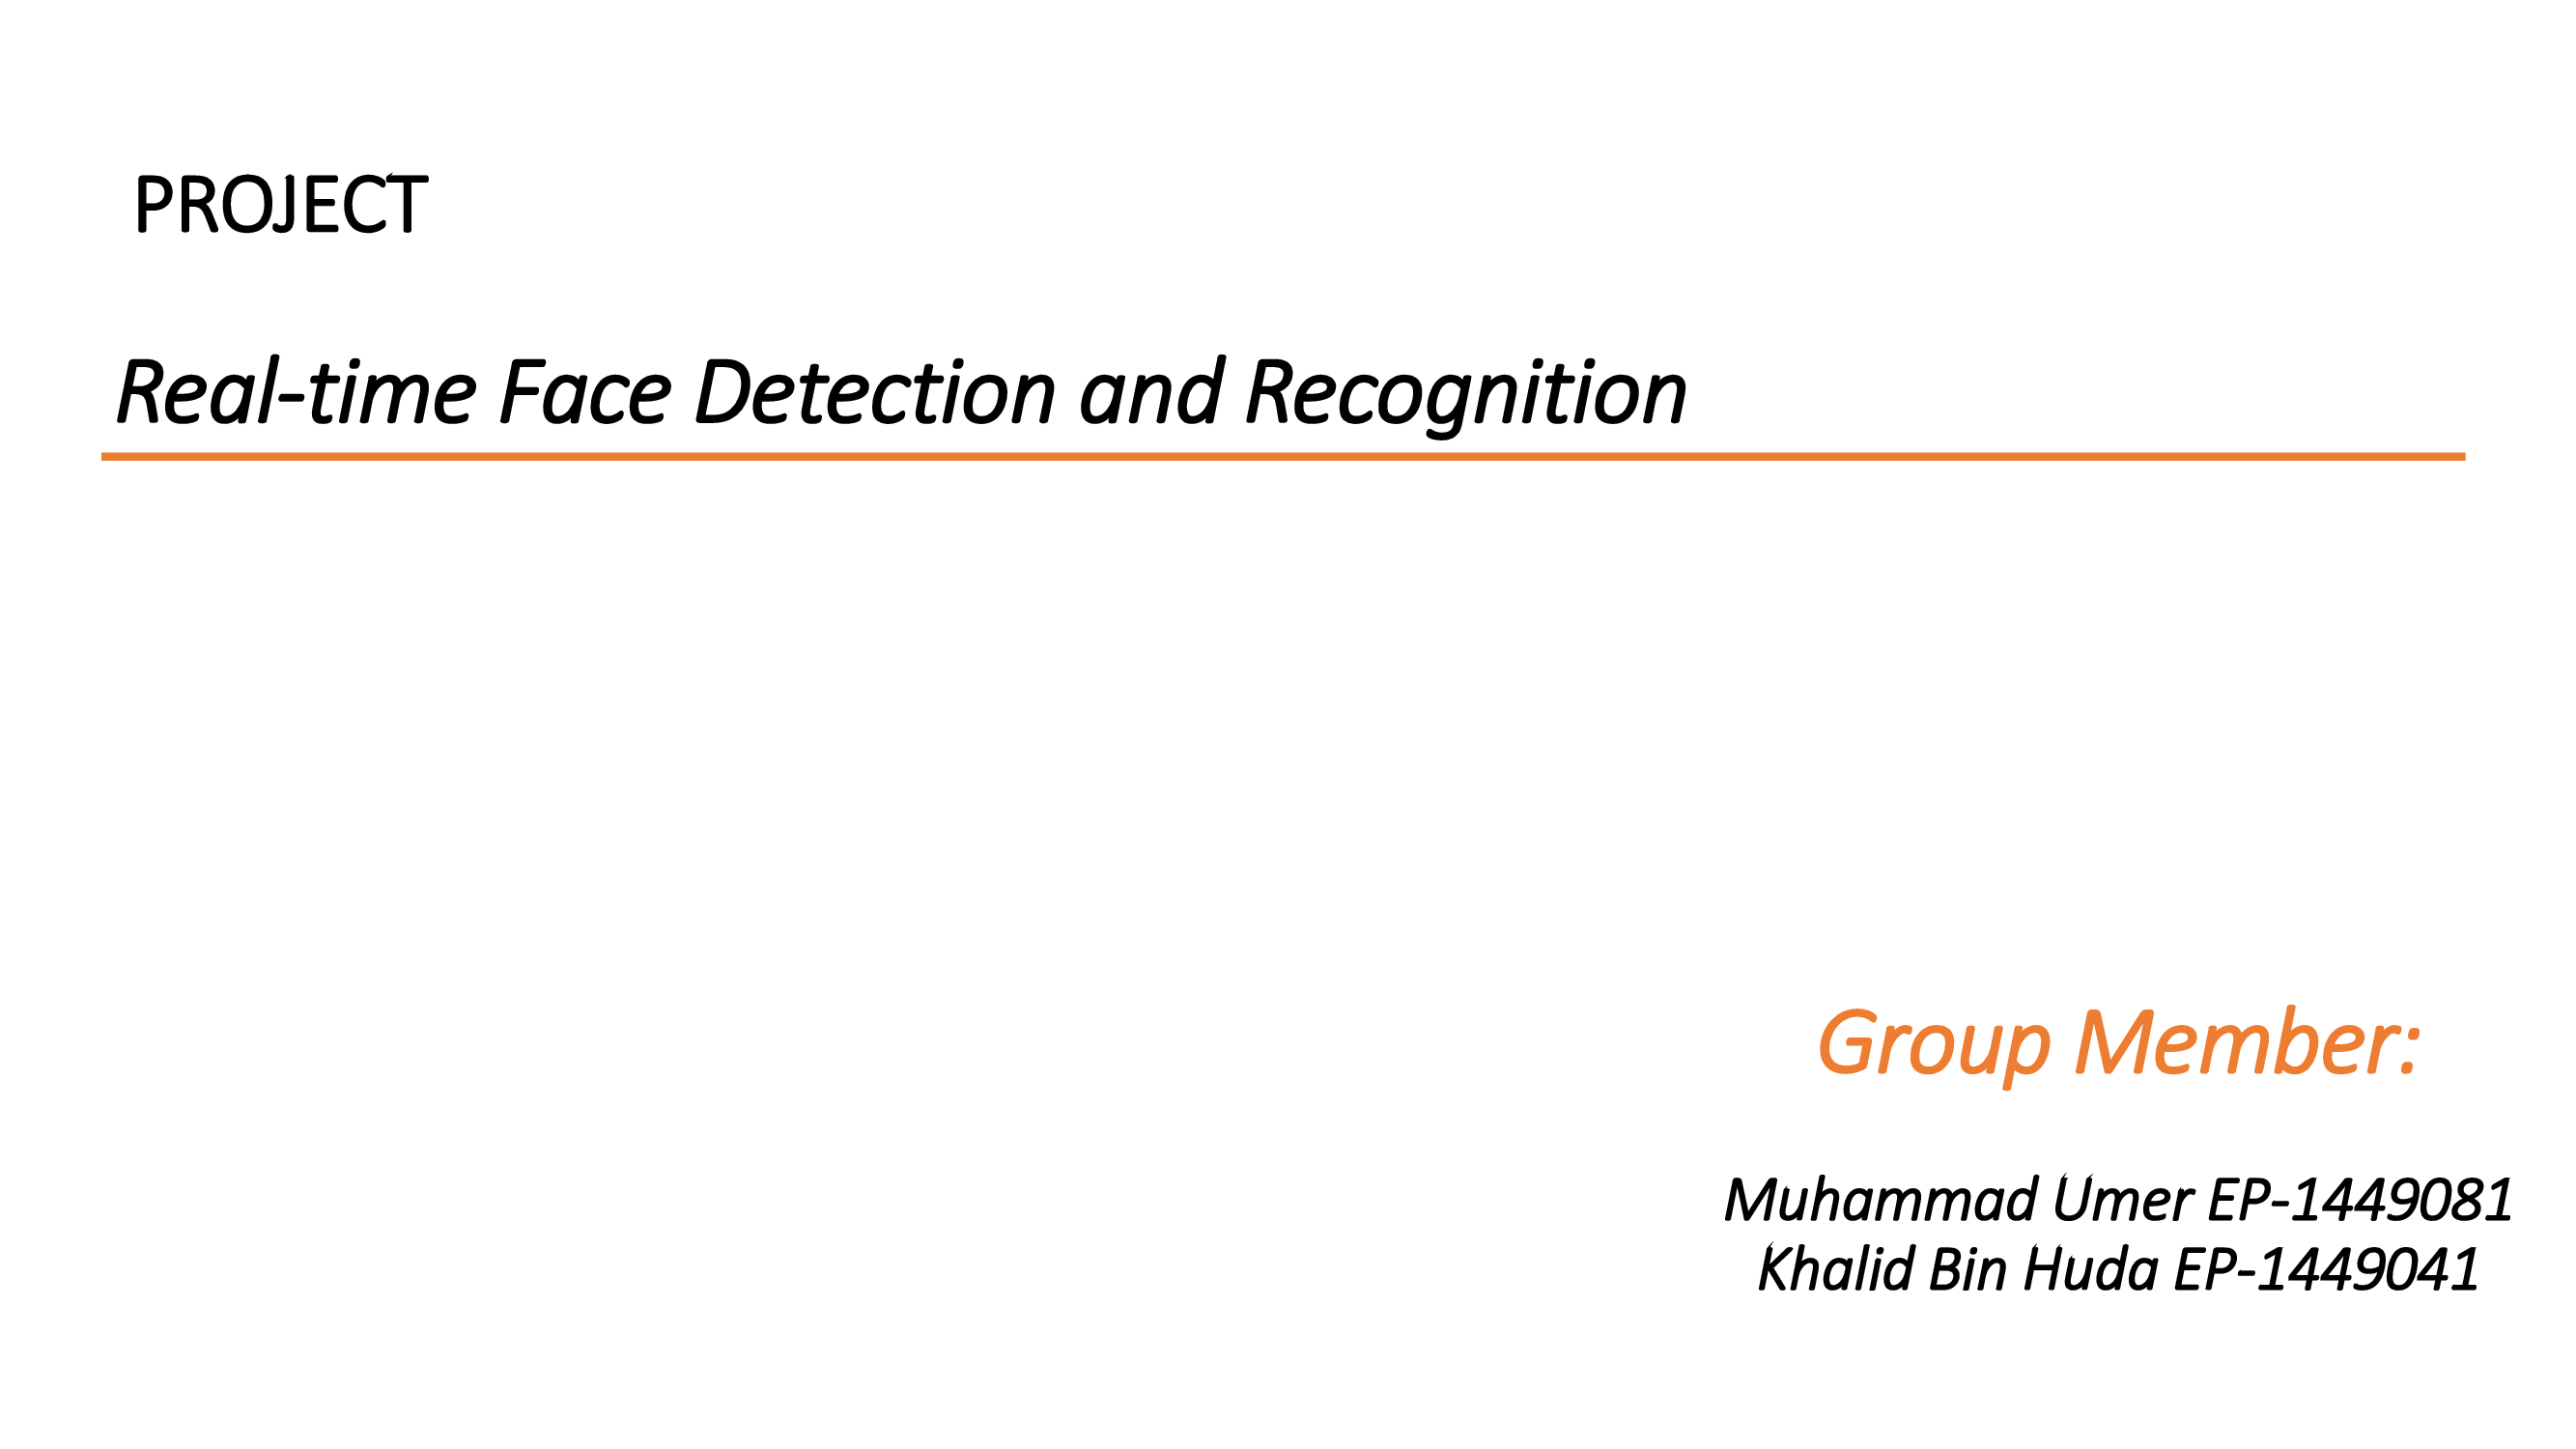 PROJECT
Real-time Face Detection and Recognition
Group Member:
Muhammad Umer EP-1449081
Khalid Bin Huda EP-1449041